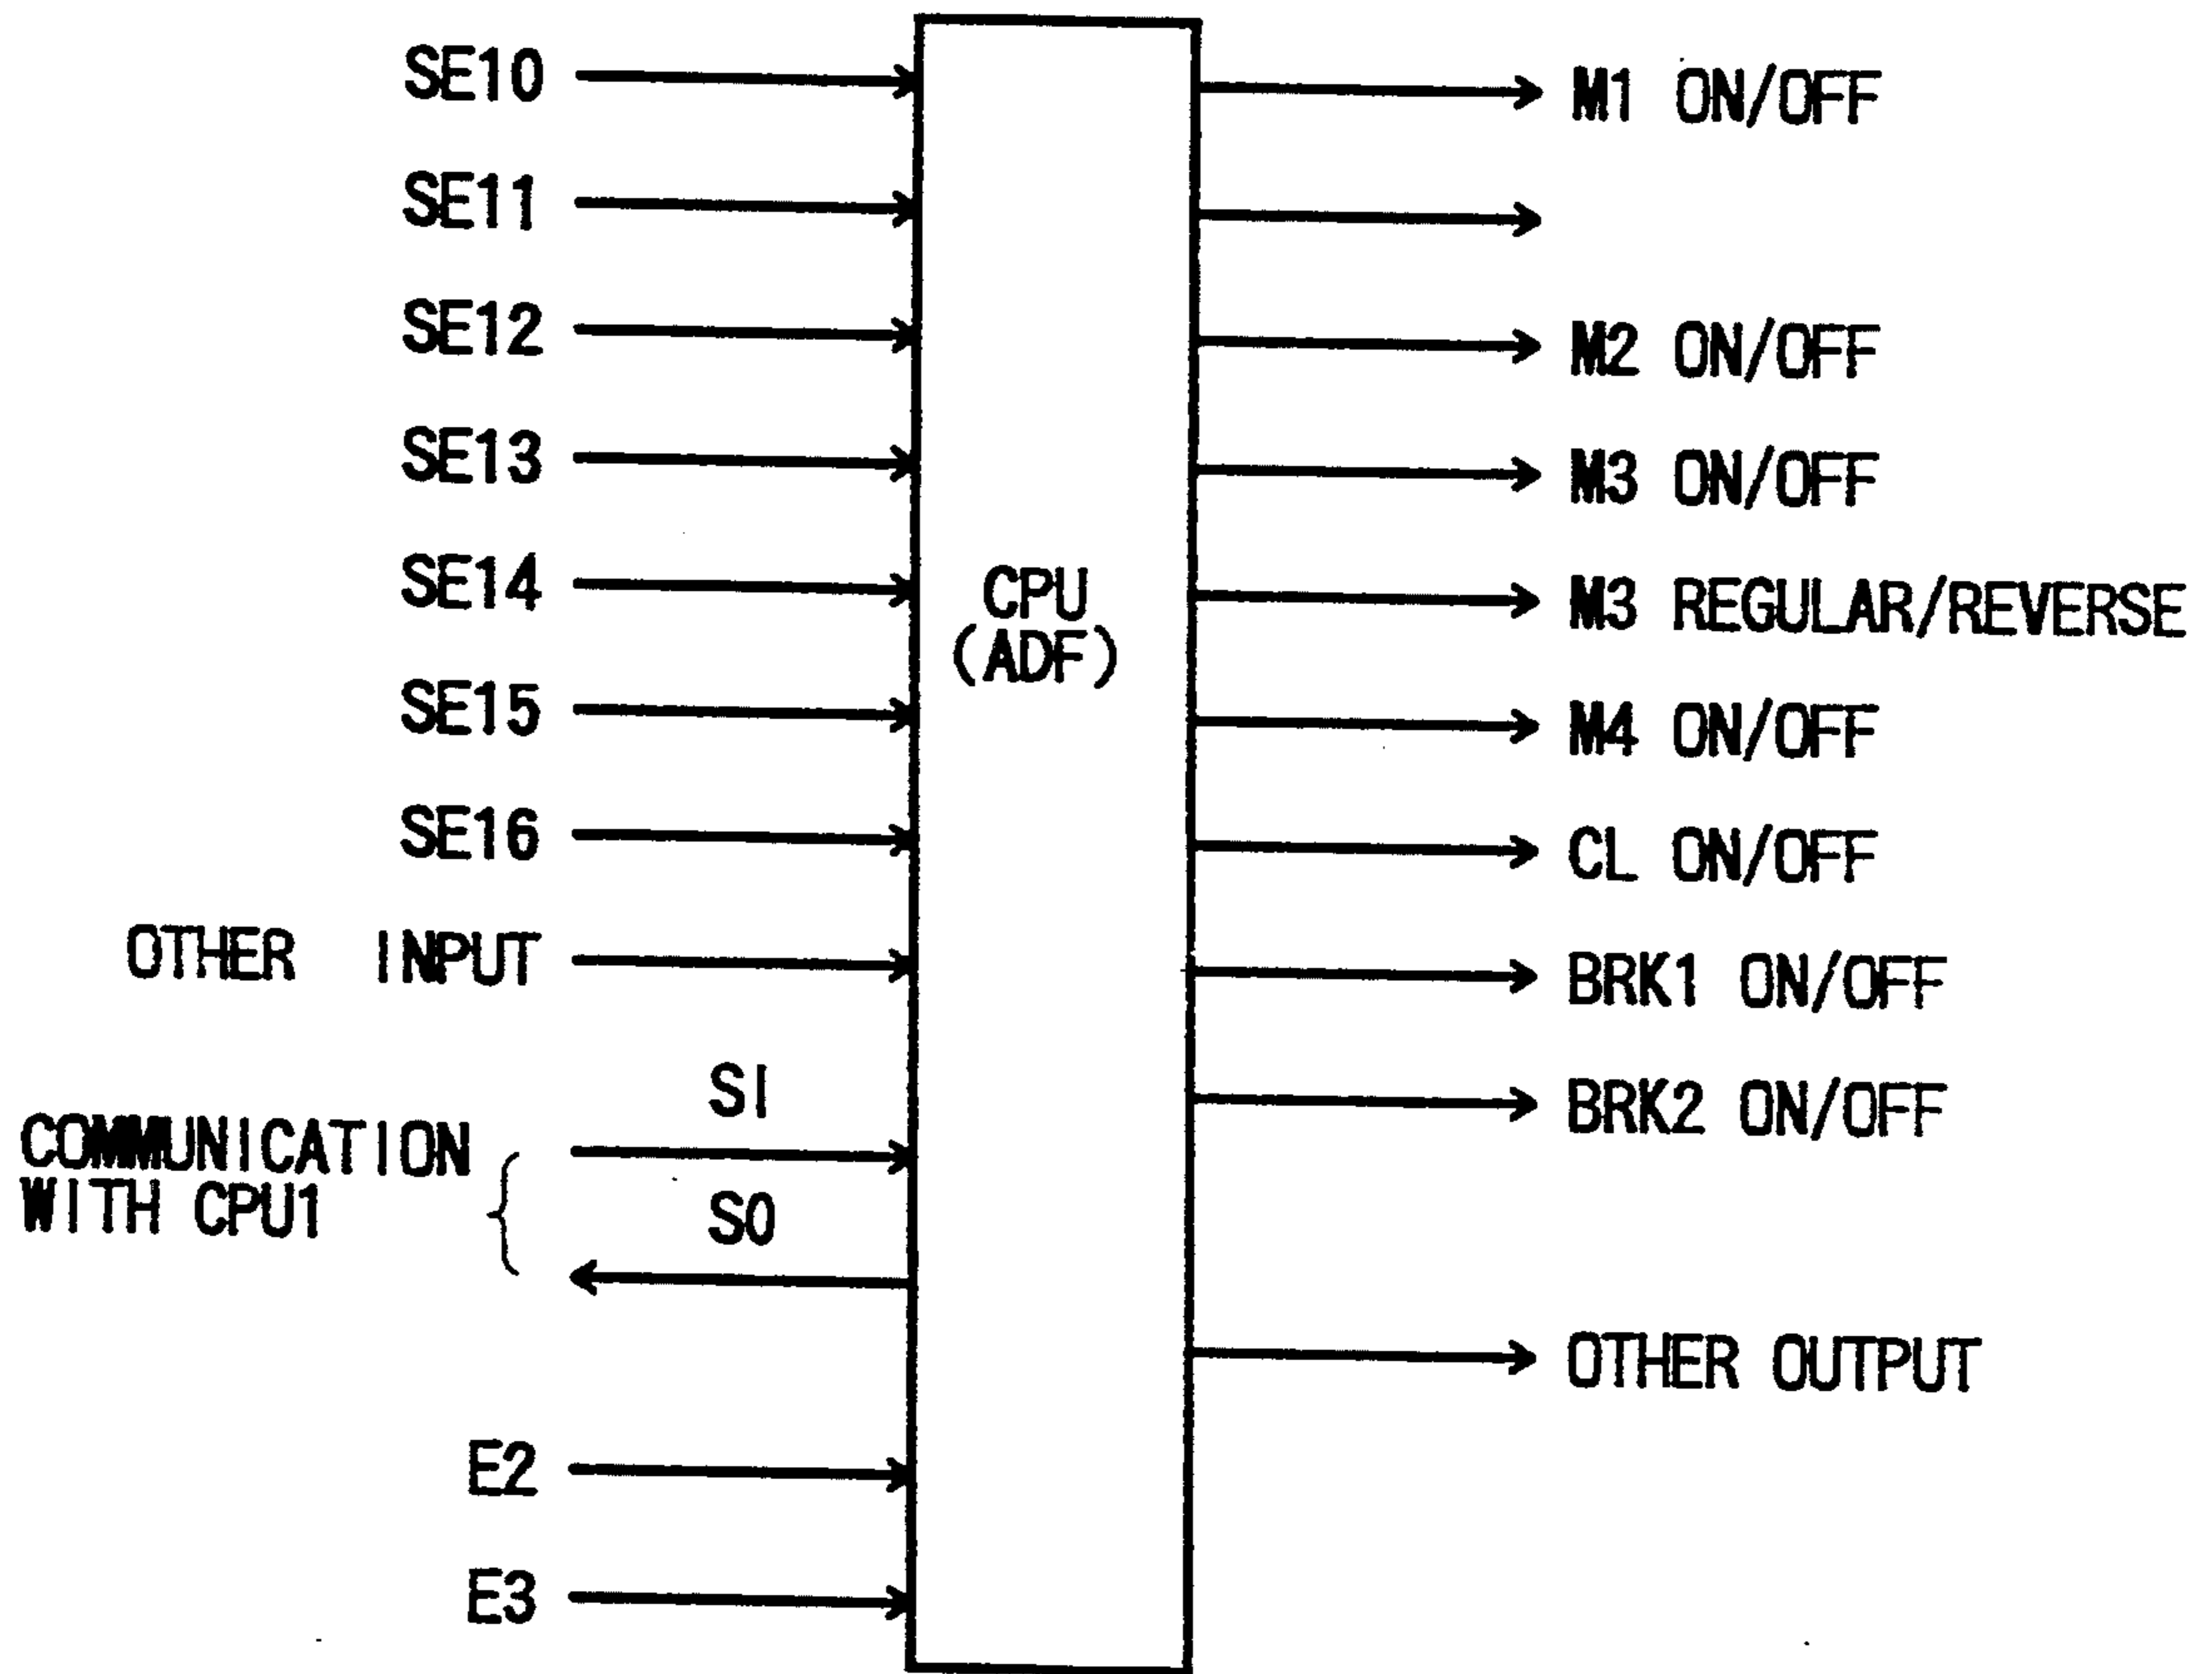 SE10
SE11
SE12
SE13
SE14
SE15
SE16
OTHER INPUT
SI
COMMUNICATION
WITH CPU1
SO
E2
E3
CPU
(ADF)
M1 ON/OFF
M2 ON/OFF
M3 ON/OFF
M3 REGULAR/REVERSE
M4 ON/OFF
CL ON/OFF
BRK1 ON/OFF
BRK2 ON/OFF
OTHER OUTPUT